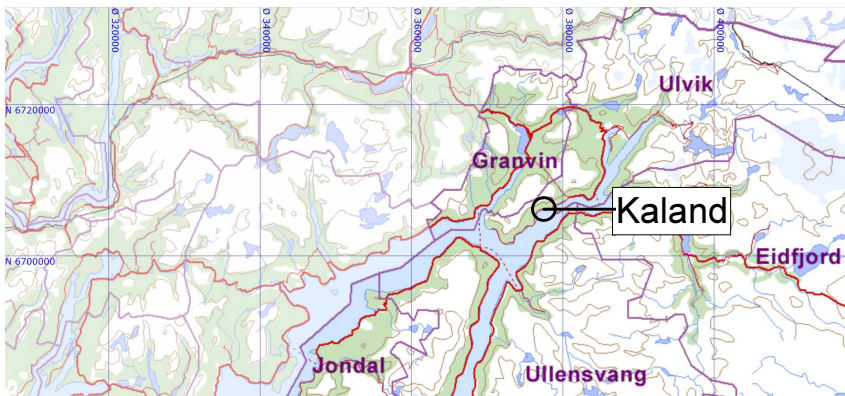 Ø 320000
Ø 340000
Ø 360000
Ø 380000
Ø 400000
Ulvik
N 6720000
Granvin
Kaland
N 6700000
Eidfjord
Jondal
Ullensvang